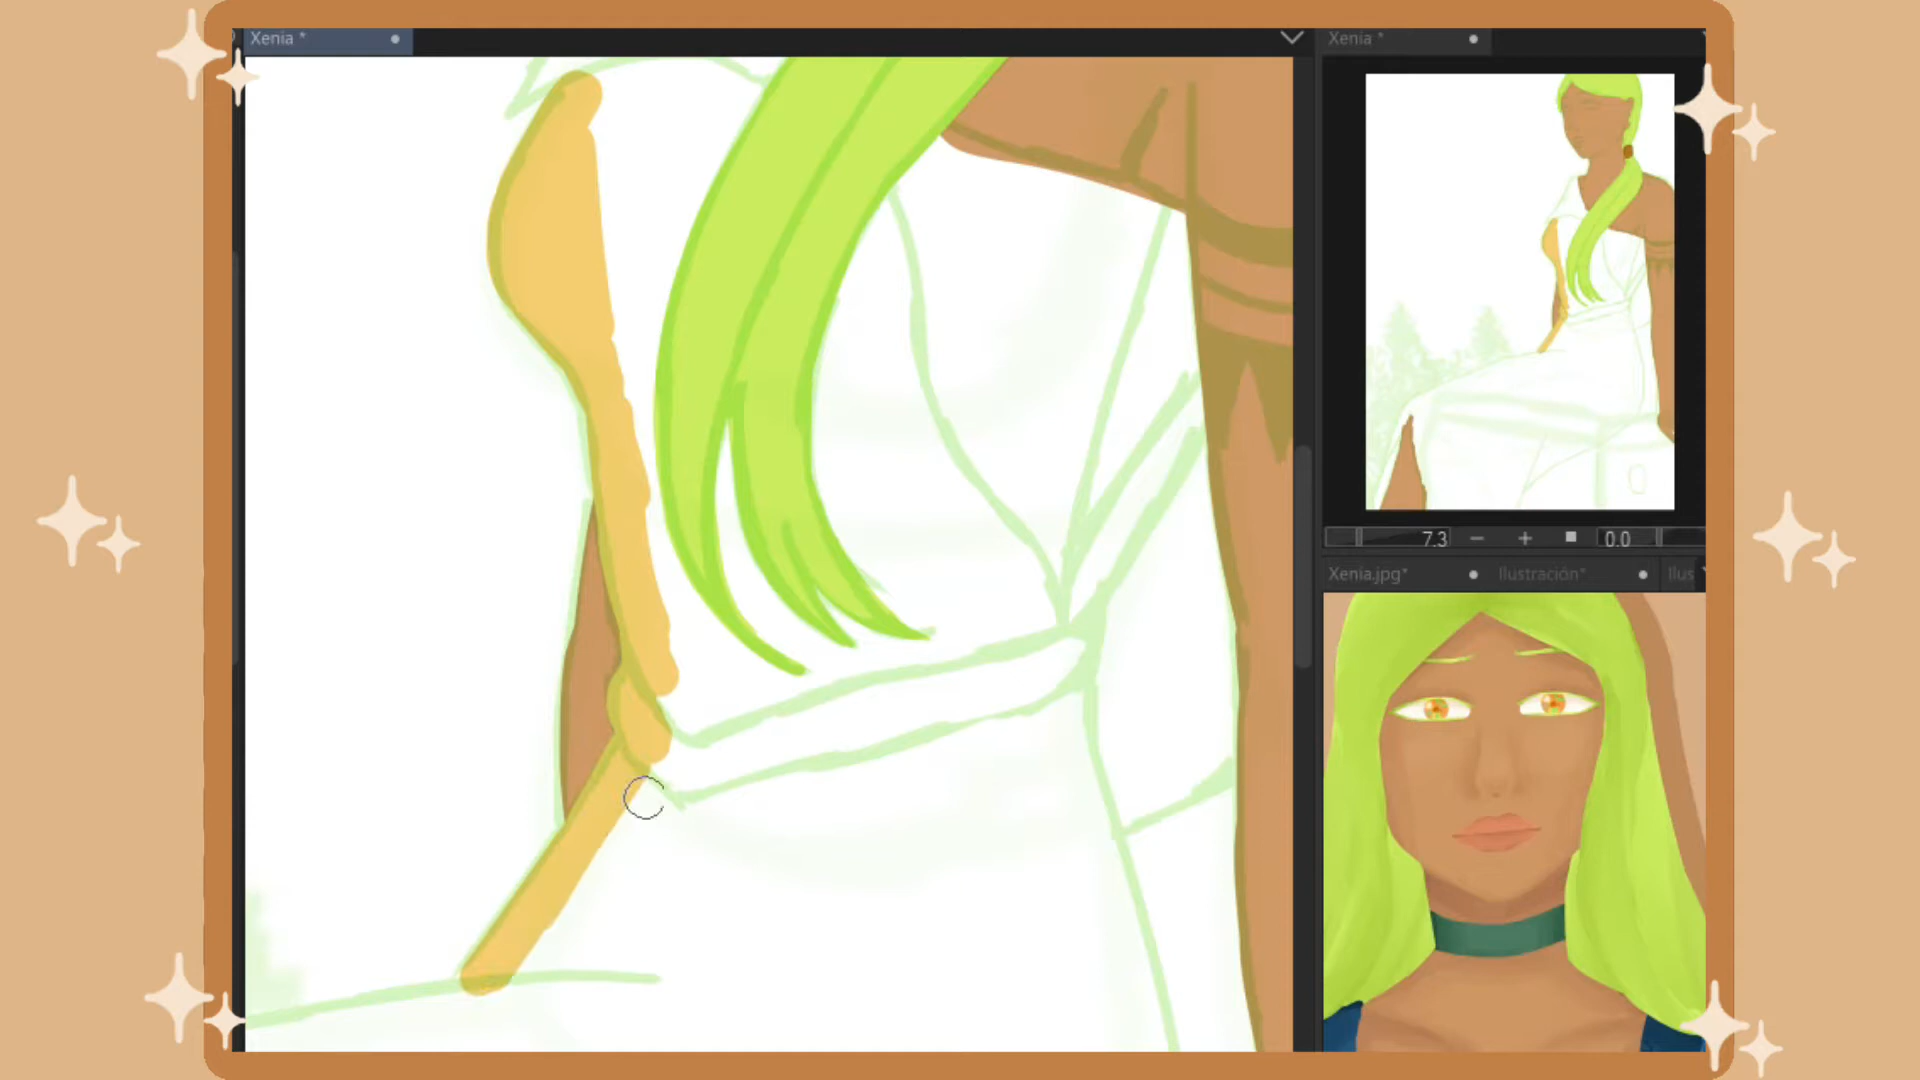 Xenia *
Xenia *
7.3 − + 0.0
Xenia.jpg* Ilustración* Ilus